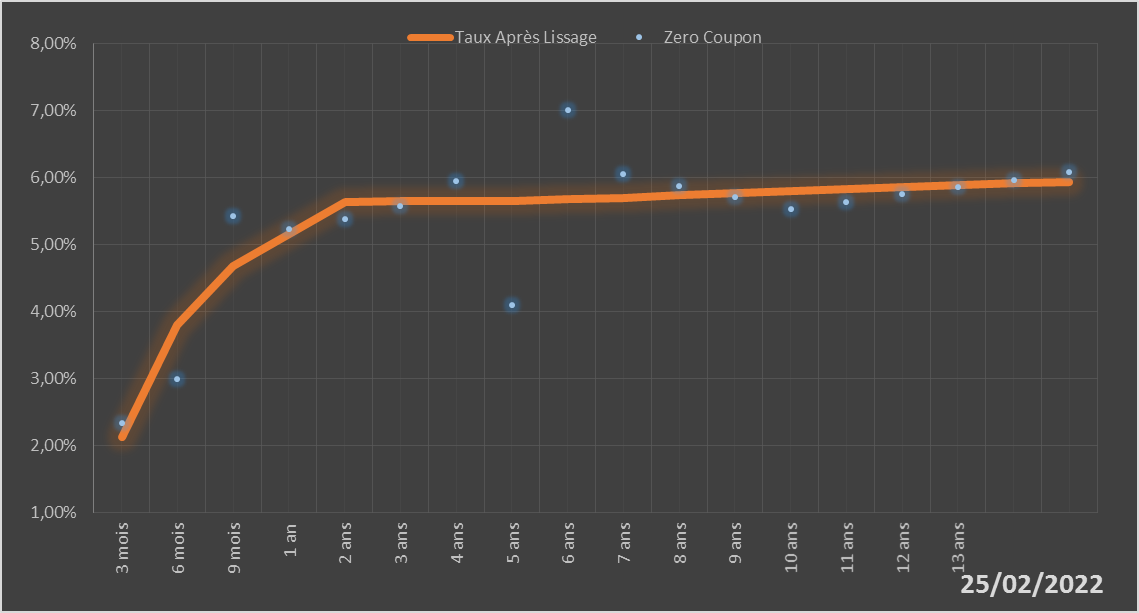 Taux Après Lissage
Zero Coupon
8,00%
7,00%
6,00%
5,00%
4,00%
3,00%
2,00%
1,00%
3 mois
6 mois
9 mois
1 an
2 ans
3 ans
4 ans
5 ans
6 ans
7 ans
8 ans
9 ans
10 ans
11 ans
12 ans
13 ans
25/02/2022